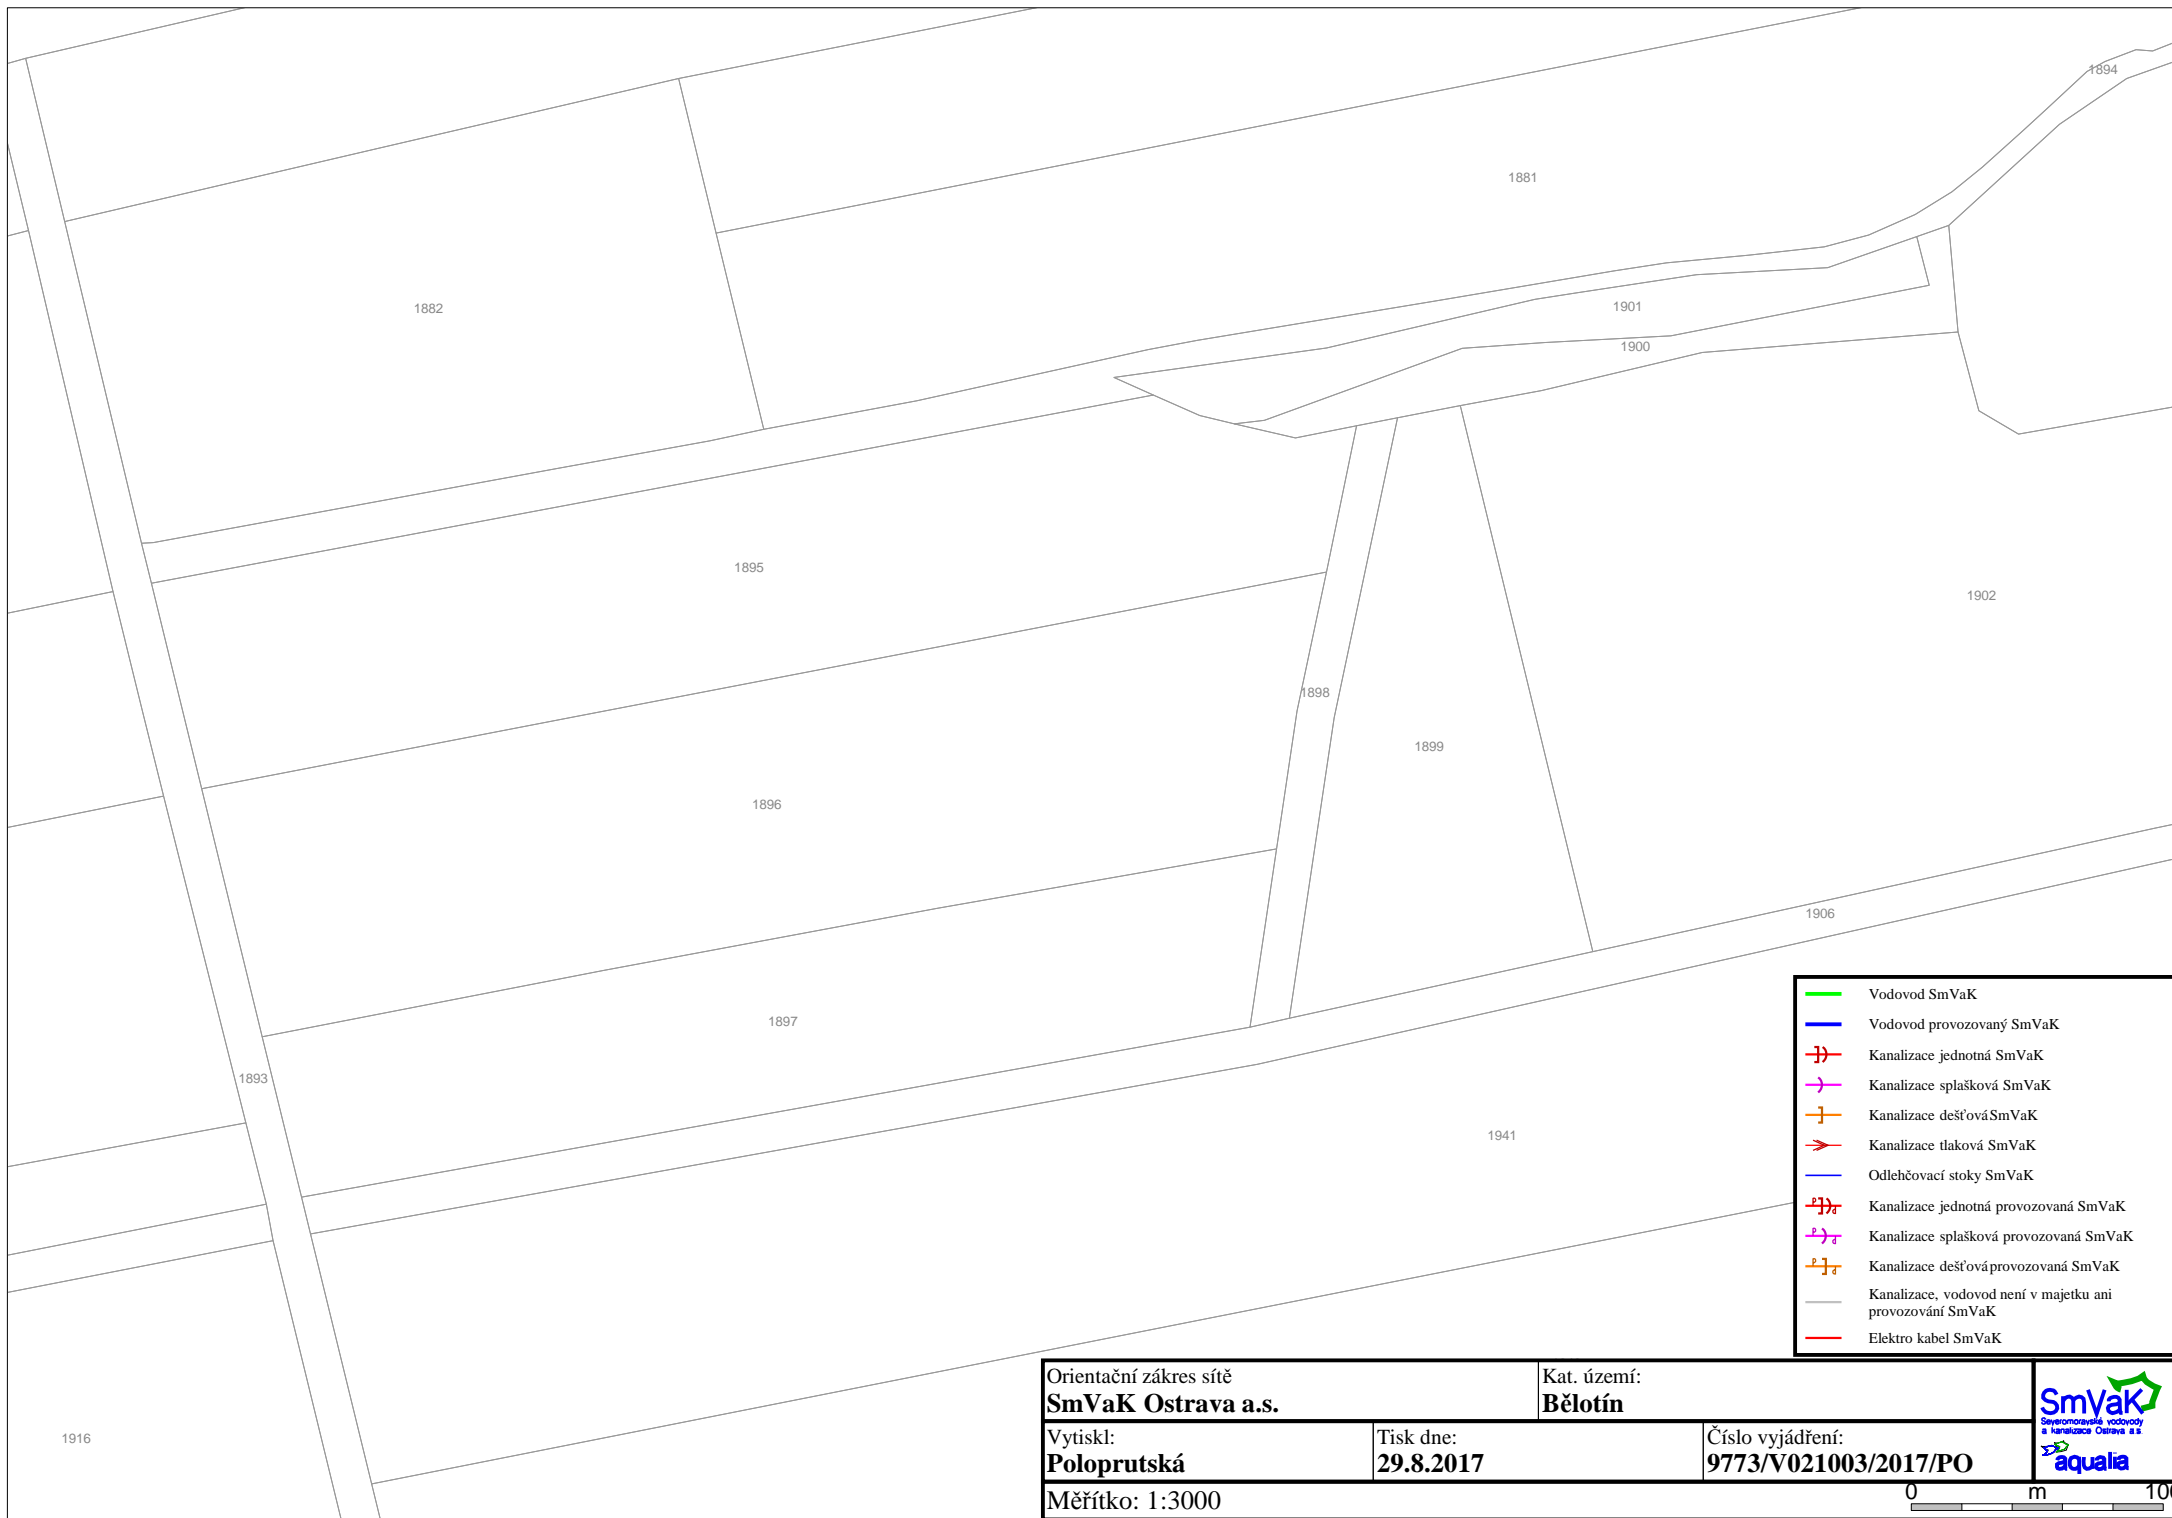 1894
1881
1882
1901
1900
1895
1902
1898
1899
1896
1906
1897
1893
1941
1916
Vodovod SmVaK
Vodovod provozovaný SmVaK
Kanalizace jednotná SmVaK
Kanalizace splašková SmVaK
Kanalizace dešťová SmVaK
Kanalizace tlaková SmVaK
Odlehčovací stoky SmVaK
Kanalizace jednotná provozovaná SmVaK
Kanalizace splašková provozovaná SmVaK
Kanalizace dešťová provozovaná SmVaK
Kanalizace, vodovod není v majetku ani
provozování SmVaK
Elektro kabel SmVaK
Orientační zákres sítě
SmVaK Ostrava a.s.
Kat. území:
Bělotín
Vytiskl:
Poloprutská
Tisk dne:
29.8.2017
Číslo vyjádření:
9773/V021003/2017/PO
SmVaK
Severomoravské vodovody
a kanalizace Ostrava a.s.
aqualia
Měřítko: 1:3000
0 m